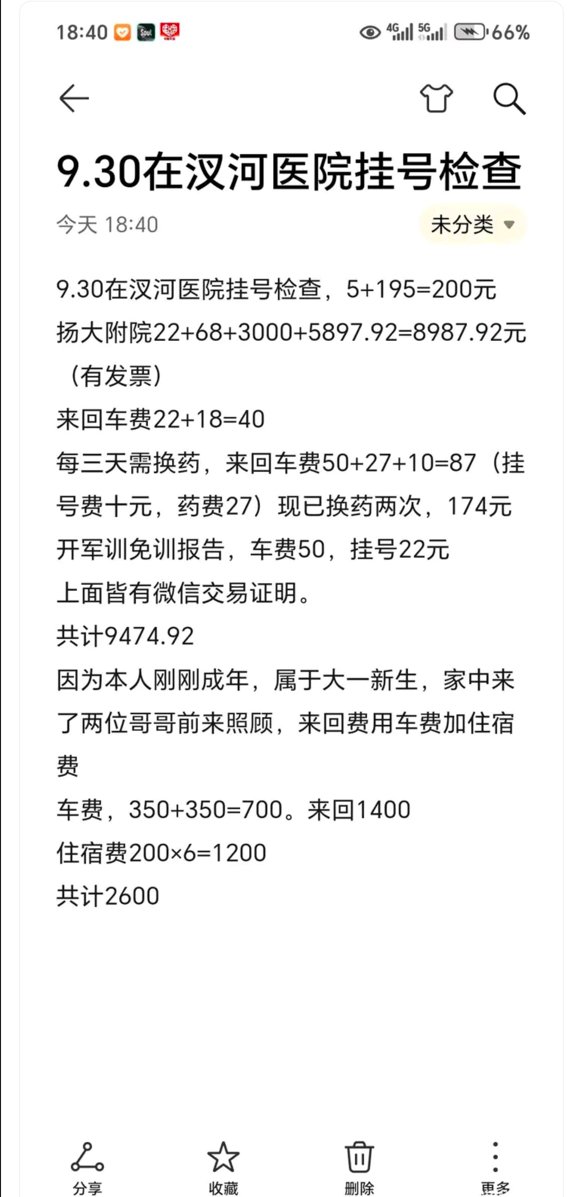 18:40
4G 5G 66%
9.30在汊河医院挂号检查
今天 18:40
未分类
9.30在汊河医院挂号检查，5+195=200元
扬大附院22+68+3000+5897.92=8987.92元
（有发票）
来回车费22+18=40
每三天需换药，来回车费50+27+10=87（挂
号费十元，药费27）现已换药两次，174元
开军训免训报告，车费50，挂号22元
上面皆有微信交易证明。
共计9474.92
因为本人刚刚成年，属于大一新生，家中来
了两位哥哥前来照顾，来回费用车费加住宿
费
车费，350+350=700。来回1400
住宿费200×6=1200
共计2600
分享 收藏 删除 更多